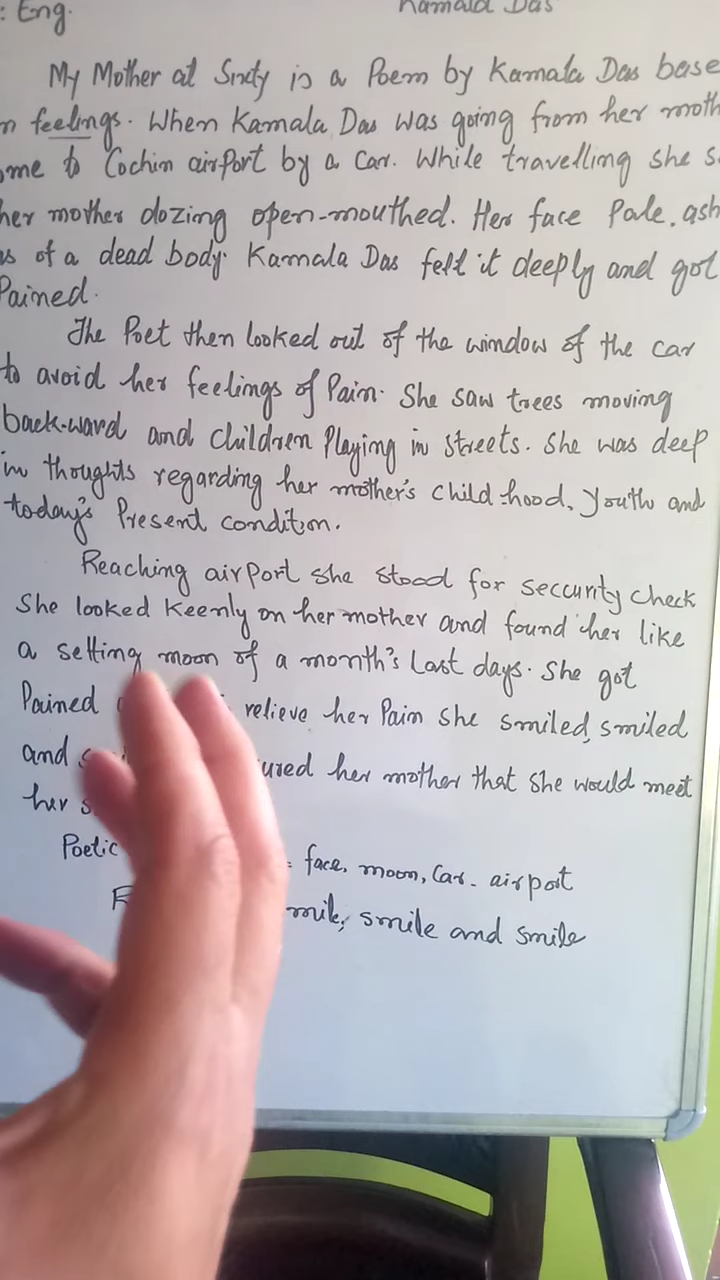 : Eng. Kamala Das
My Mother at Sixty is a Poem by Kamala Das base
n feelings. When Kamala Das was going from her moth
ome to Cochin airport by a Car. While travelling she s
her mother dozing open-mouthed. Her face Pale, ash
as of a dead body. Kamala Das felt it deeply and got
Pained.
The Poet then looked out of the window of the car
to avoid her feelings of Pain. She saw trees moving
back-ward and children Playing in streets. She was deep
in thoughts regarding her mother's child-hood, youth and
today's Present condition.
Reaching airport she stood for seccurity check
She looked keenly on her mother and found her like
a setting moon of a month's last days. She got
Pained relieve her Pain she smiled, smiled
and ured her mother that she would meet
her s
Poetic = face, moon, Car - airport
mile, smile and smile